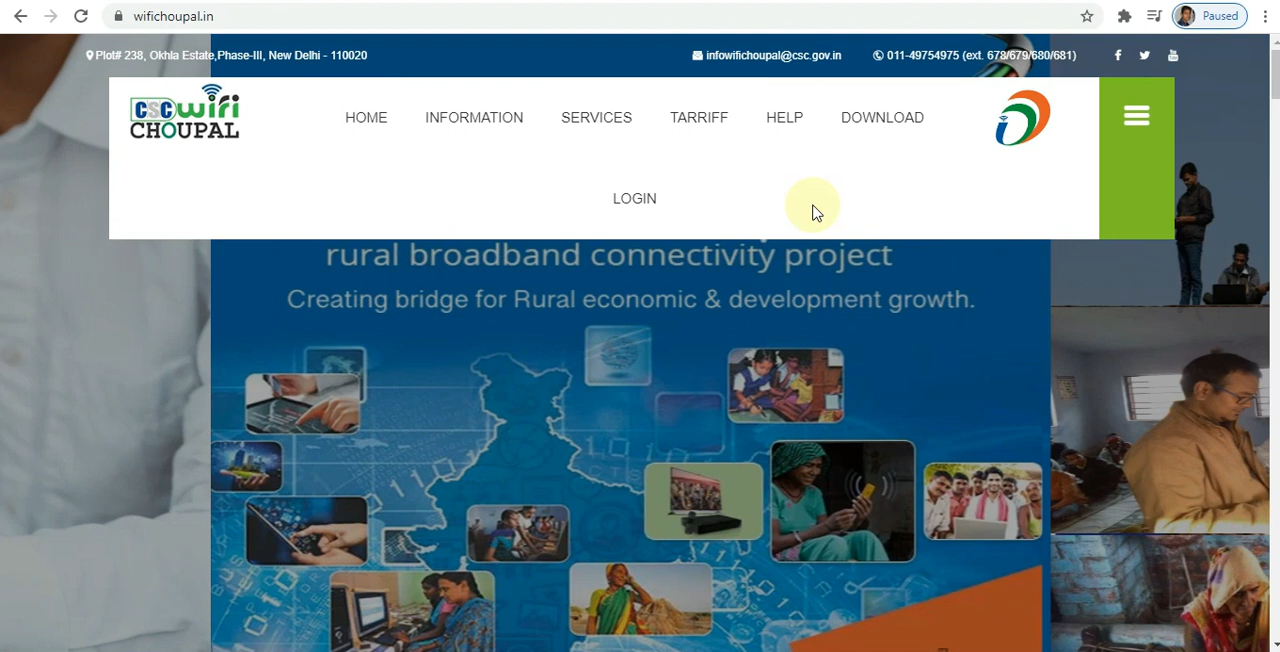 wifichoupal.in
Paused
Plot# 238, Okhla Estate,Phase-III, New Delhi - 110020
infowifichoupal@csc.gov.in
011-49754975 (ext. 678/679/680/681)
CSC wifi
CHOUPAL
HOME
INFORMATION
SERVICES
TARRIFF
HELP
DOWNLOAD
LOGIN
rural broadband connectivity project
Creating bridge for Rural economic & development growth.